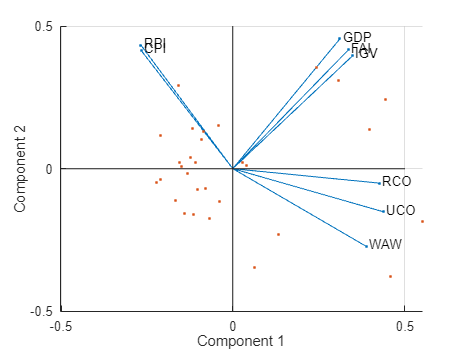 0.5
RPI
CPI
GDP
FAI
IGV
0
RCO
UCO
WAW
-0.5
-0.5
0
0.5
Component 1
Component 2